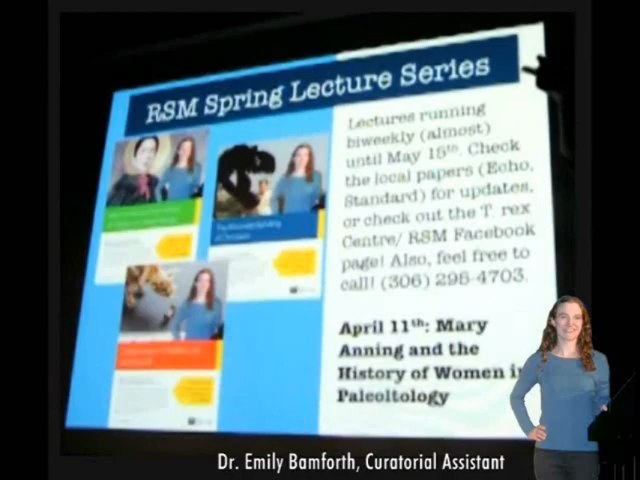 RSM Spring Lecture Series
Lectures running
biweekly (almost)
until May 15th. Check
the local papers (Echo,
Standard) for updates,
or check out the T. rex
Centre/ RSM Facebook
page! Also, feel free to
call! (306) 295-4703.
April 11th: Mary
Anning and the
History of Women
Paleoitology
Dr. Emily Bamforth, Curatorial Assistant